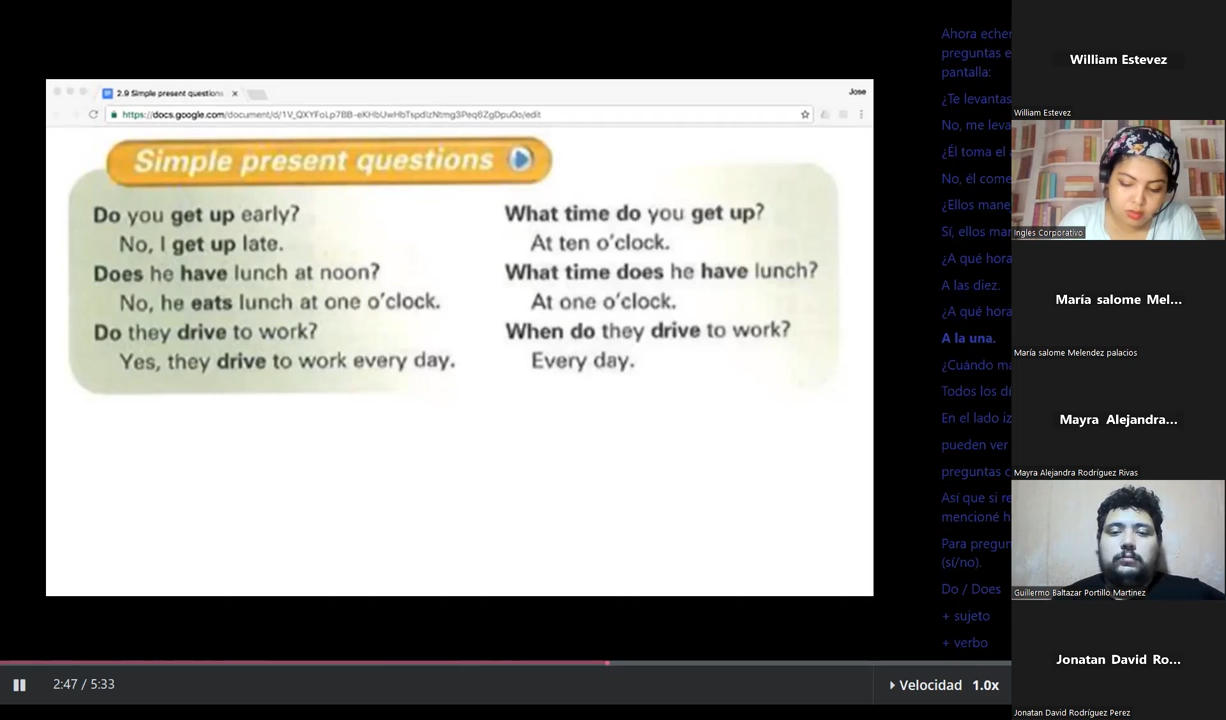 2.9 Simple present questions
Jose
https://docs.google.com/document/d/1V_QXYFoLp7BB-eKHbUwHbTspdIzNtmg3Peq6ZgDpu0o/edit
Simple present questions
Do you get up early?
No, I get up late.
Does he have lunch at noon?
No, he eats lunch at one o'clock.
Do they drive to work?
Yes, they drive to work every day.
What time do you get up?
At ten o'clock.
What time does he have lunch?
At one o'clock.
When do they drive to work?
Every day.
Ahora echen
preguntas e
pantalla:
¿Te levantas
No, me leva
¿Él toma el
No, él come
¿Ellos mane
Sí, ellos ma
¿A qué hora
A las diez.
¿A qué hora
A la una.
¿Cuándo ma
Todos los dí
En el lado iz
pueden ver
preguntas c
Así que si re
mencioné h
Para pregun
(sí/no).
Do / Does
+ sujeto
+ verbo
2:47 / 5:33
Velocidad 1.0x
William Estevez
William Estevez
Ingles Corporativo
María salome Mel...
María salome Melendez palacios
Mayra Alejandra...
Mayra Alejandra Rodríguez Rivas
Guillermo Baltazar Portillo Martinez
Jonatan David Ro...
Jonatan David Rodríguez Perez